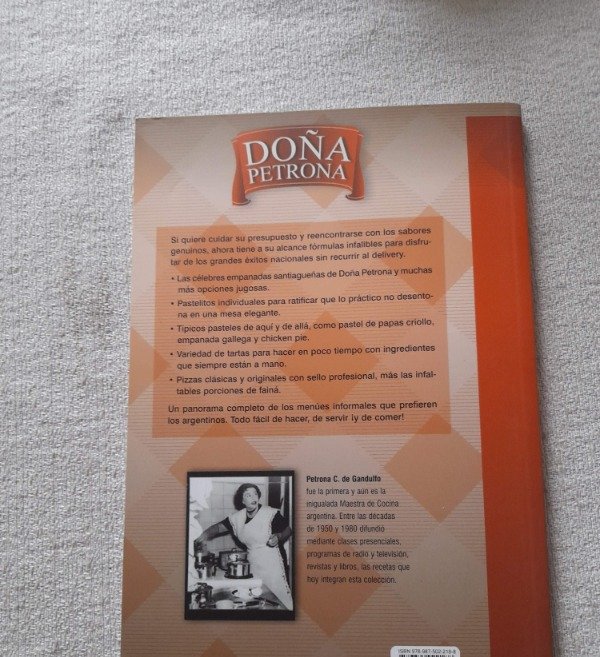 DOÑA
PETRONA
Si quiere cuidar su presupuesto y reencontrarse con los sabores
genuinos, ahora tiene a su alcance fórmulas infalibles para disfru-
tar de los grandes éxitos nacionales sin recurrir al delivery.
• Las célebres empanadas santiagueñas de Doña Petrona y muchas
más opciones jugosas.
• Pastelitos individuales para ratificar que lo práctico no desento-
na en una mesa elegante.
• Típicos pasteles de aquí y de allá, como pastel de papas criollo,
empanada gallega y chicken pie.
• Variedad de tartas para hacer en poco tiempo con ingredientes
que siempre están a mano.
• Pizzas clásicas y originales con sello profesional, más las infal-
tables porciones de fainá.
Un panorama completo de los menúes informales que prefieren
los argentinos. Todo fácil de hacer, de servir ¡y de comer!
Petrona C. de Gandulfo
fue la primera y aún es la
inigualada Maestra de Cocina
argentina. Entre las décadas
de 1950 y 1980 difundió
mediante clases presenciales,
programas de radio y televisión,
revistas y libros, las recetas que
hoy integran esta colección.
ISBN 978-987-502-218-8